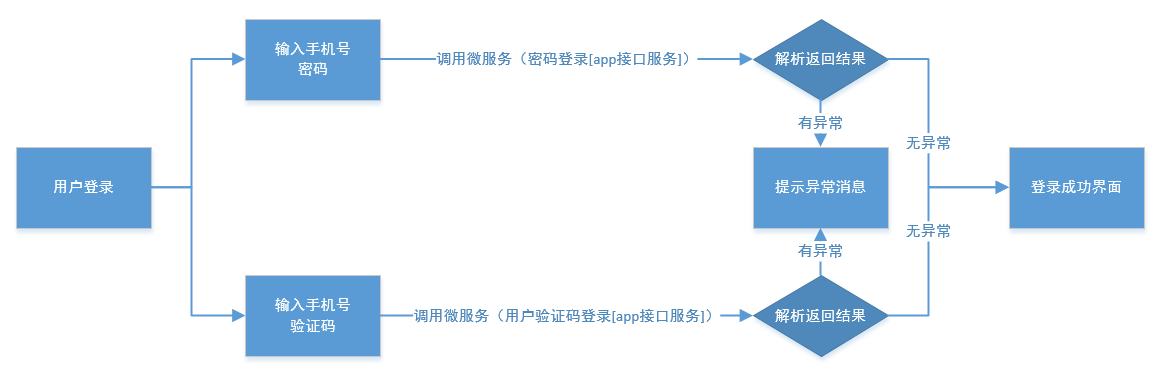 输入手机号
密码
调用微服务（密码登录[app接口服务]）
解析返回结果
有异常
无异常
用户登录
提示异常消息
登录成功界面
有异常
无异常
输入手机号
验证码
调用微服务（用户验证码登录[app接口服务]）
解析返回结果